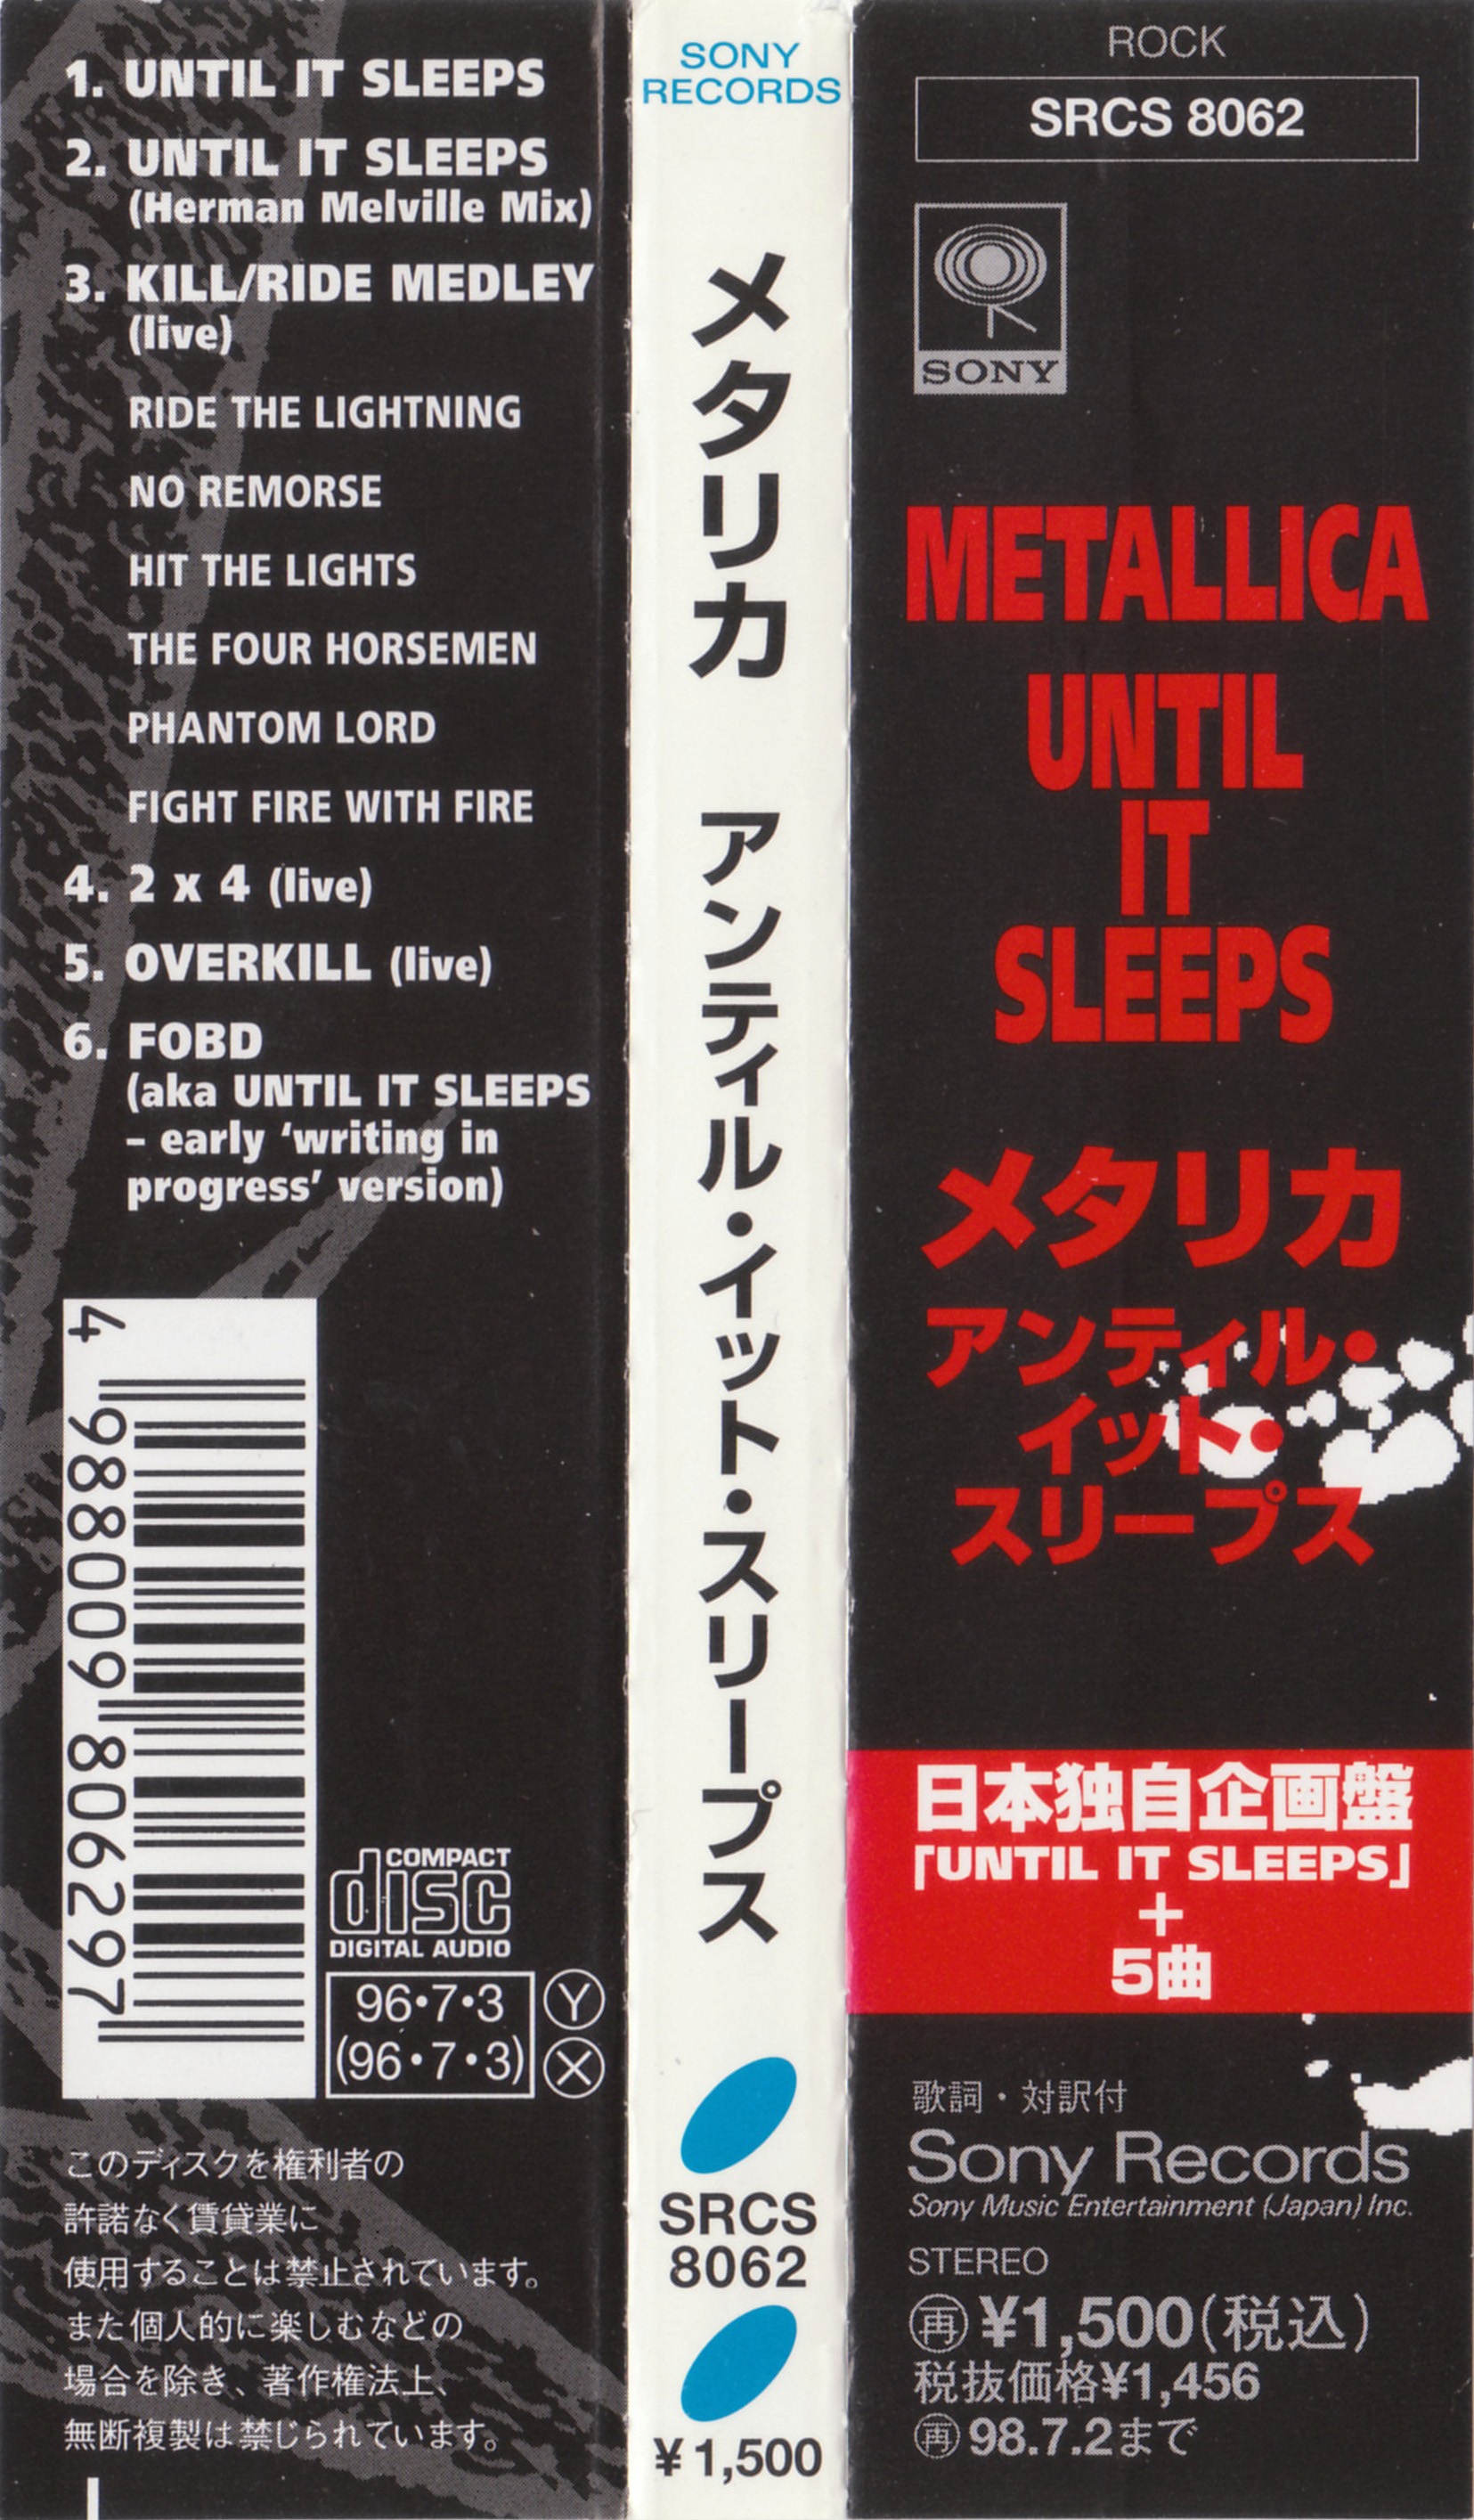 1. UNTIL IT SLEEPS
2. UNTIL IT SLEEPS
(Herman Melville Mix)
3. KILL/RIDE MEDLEY
(live)
RIDE THE LIGHTNING
NO REMORSE
HIT THE LIGHTS
THE FOUR HORSEMEN
PHANTOM LORD
FIGHT FIRE WITH FIRE
4. 2 x 4 (live)
5. OVERKILL (live)
6. FOBD
(aka UNTIL IT SLEEPS
– early ‘writing in
progress’ version)
4 988009 806297
COMPACT
disc
DIGITAL AUDIO
96・7・3
(96・7・3)
Ⓨ
Ⓧ
このディスクを権利者の
許諾なく賃貸業に
使用することは禁止されています。
また個人的に楽しむなどの
場合を除き、著作権法上、
無断複製は禁じられています。
SONY
RECORDS
メタリカ アンティル・イット・スリープス
SRCS
8062
¥1,500
ROCK
SRCS 8062
SONY
METALLICA
UNTIL
IT
SLEEPS
メタリカ
アンティル・
イット・
スリープス
日本独自企画盤
「UNTIL IT SLEEPS」
+
5曲
歌詞・対訳付
Sony Records
Sony Music Entertainment (Japan) Inc.
STEREO
再¥1,500(税込)
税抜価格¥1,456
再98.7.2まで